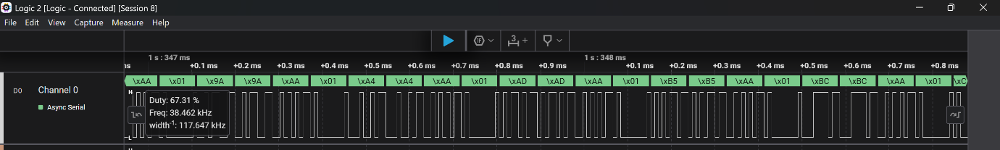 Logic 2 [Logic - Connected] [Session 8]
File Edit View Capture Measure Help
1F 3 +
1 s : 347 ms 1 s : 348 ms
ms +0.1 ms +0.2 ms +0.3 ms +0.4 ms +0.5 ms +0.6 ms +0.7 ms +0.8 ms +0.9 ms +0.1 ms +0.2 ms +0.3 ms +0.4 ms +0.5 ms +0.6 ms +0.7 ms +0.8 ms
\xAA \x01 \x9A \x9A \xAA \x01 \xA4 \xA4 \xAA \x01 \xAD \xAD \xAA \x01 \xB5 \xB5 \xAA \x01 \xBC \xBC \xAA \x01 \xC
D0 Channel 0
Async Serial
H
L
Duty: 67.31 %
Freq: 38.462 kHz
width-1: 117.647 kHz
H